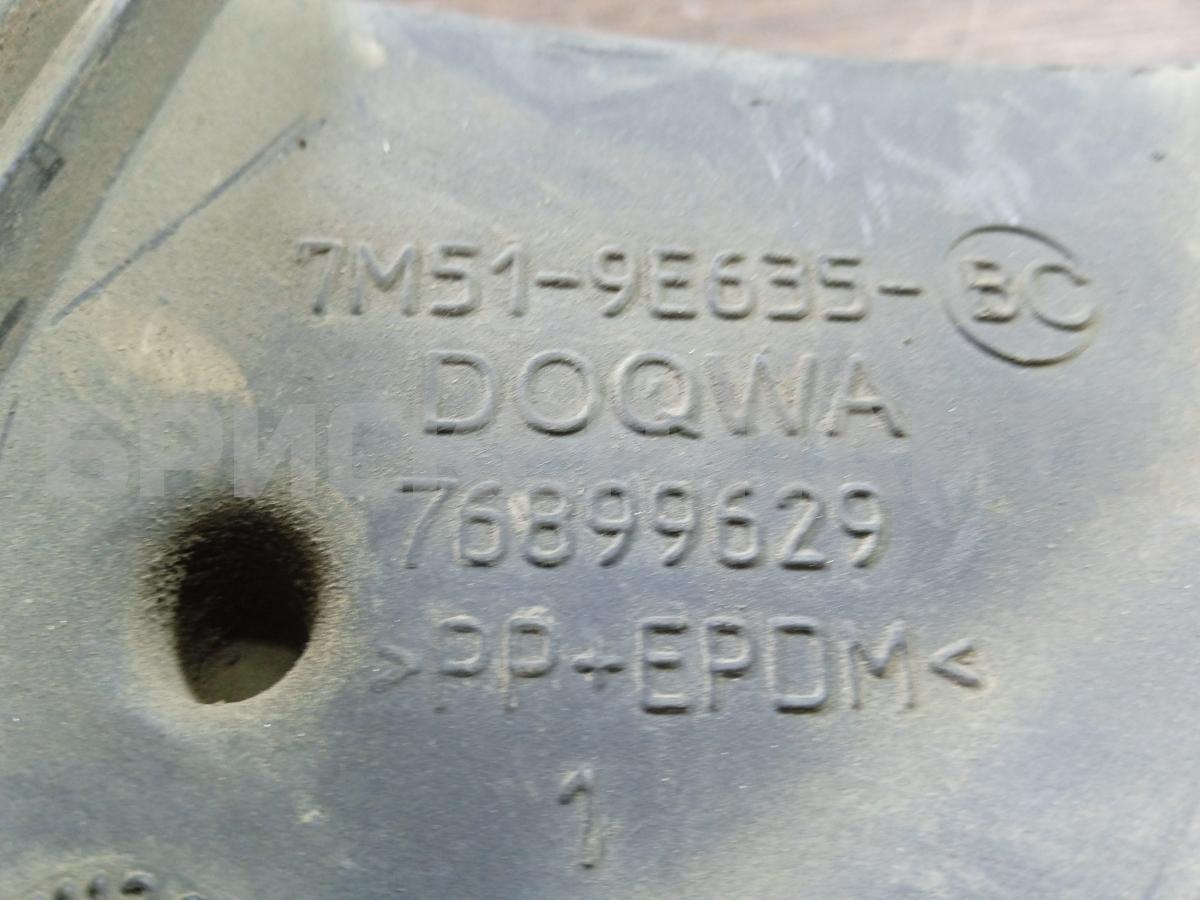 7M51-9E635-BC
DOQWA
76899629
>PP+EPDM<
1